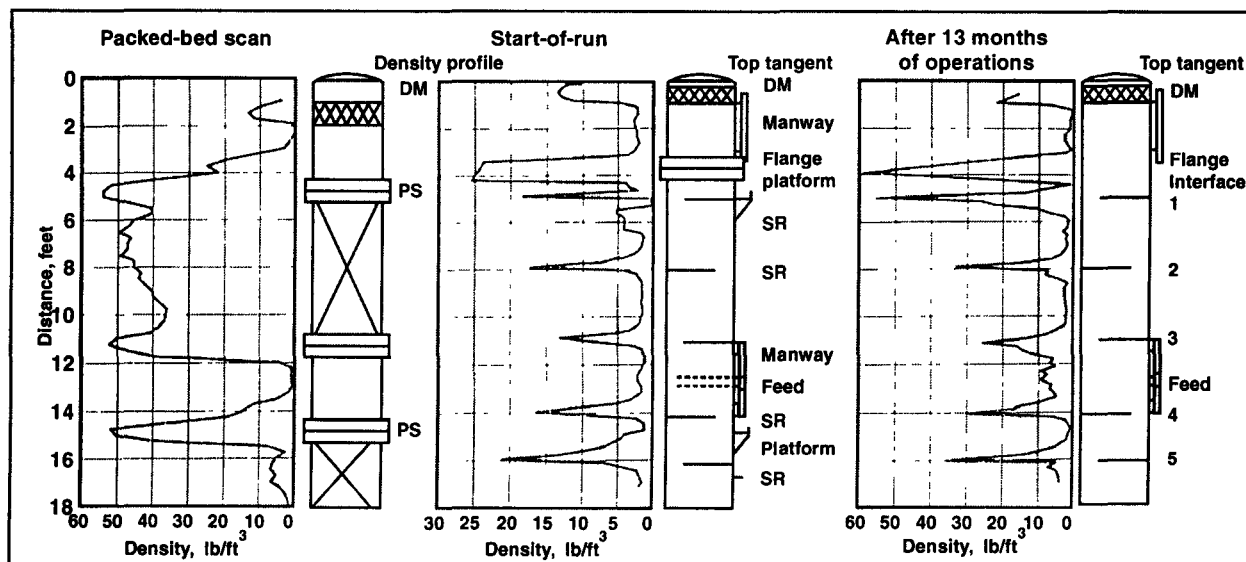 Packed-bed scan
Start-of-run
After 13 months
of operations
Density profile
Top tangent
Top tangent
0
2
4
6
8
10
12
14
16
18
Distance, feet
60 50 40 30 20 10 0
Density, lb/ft³
DM
PS
PS
30 25 20 15 10 5 0
Density, lb/ft³
DM
Manway
Flange
platform
SR
SR
Manway
Feed
SR
Platform
SR
60 50 40 30 20 10 0
Density, lb/ft³
DM
Flange
Interface
1
2
3
Feed
4
5